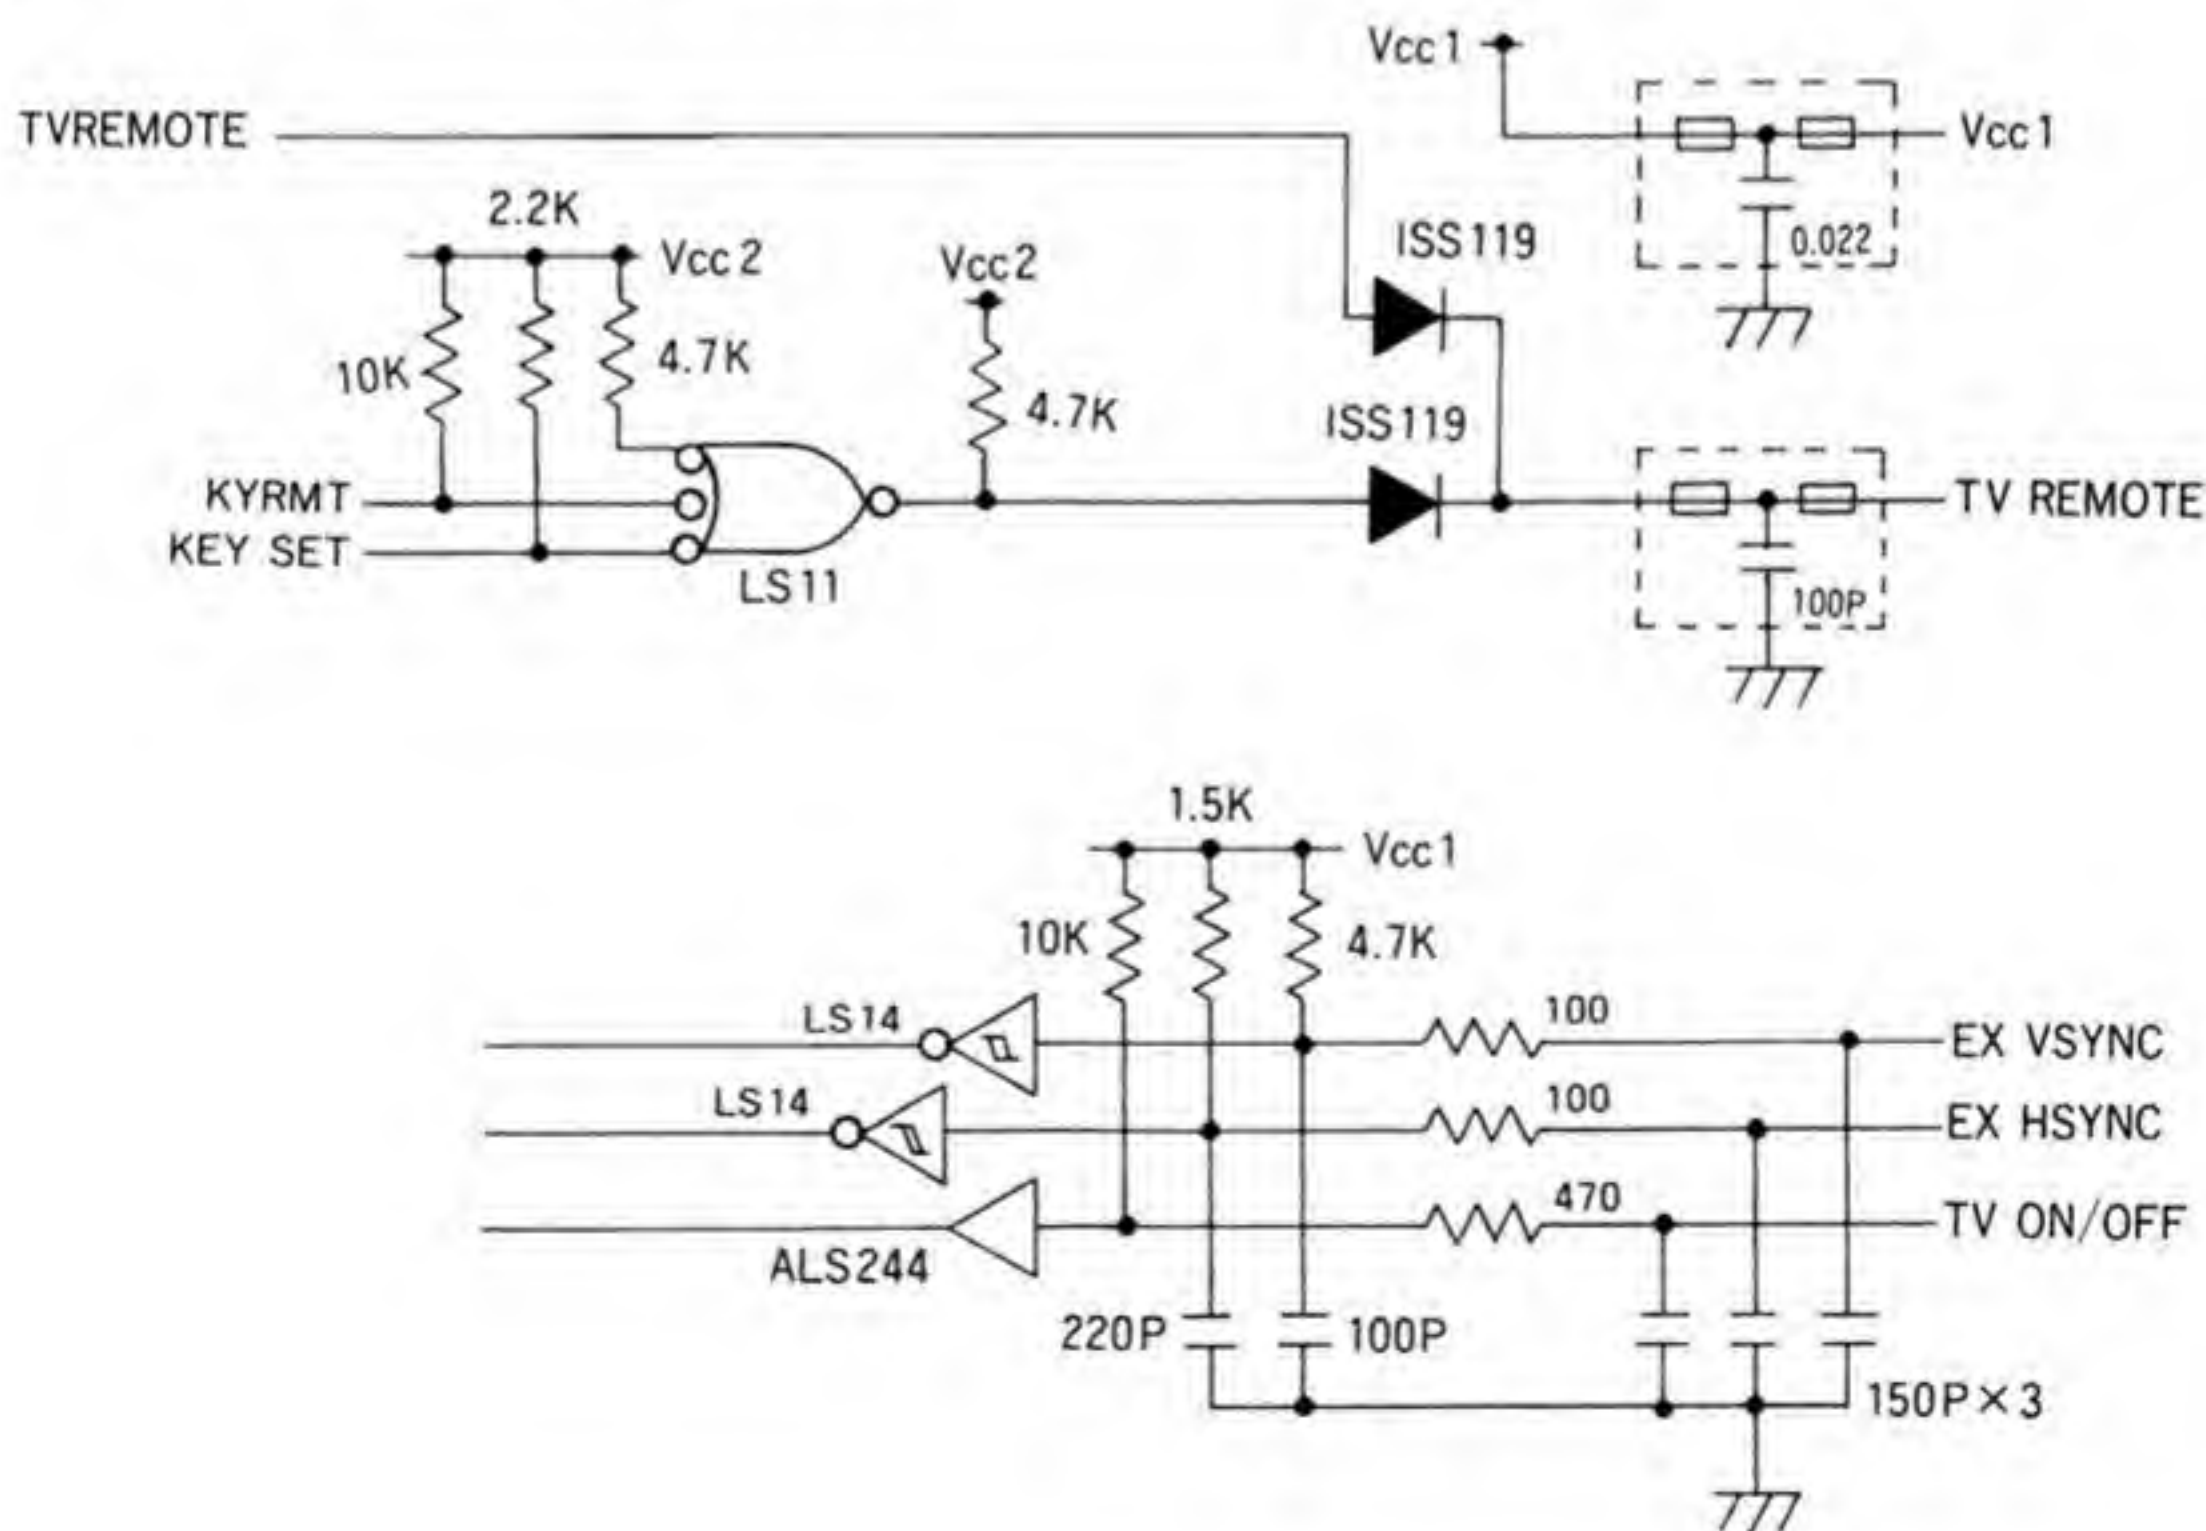 Vcc1
TVREMOTE
Vcc1
2.2K
Vcc2
Vcc2
ISS119
0.022
10K
4.7K
4.7K
ISS119
KYRMT
TV REMOTE
KEY SET
LS11
100P
1.5K
Vcc1
10K
4.7K
LS14
100
EX VSYNC
LS14
100
EX HSYNC
470
TV ON/OFF
ALS244
220P
100P
150P×3